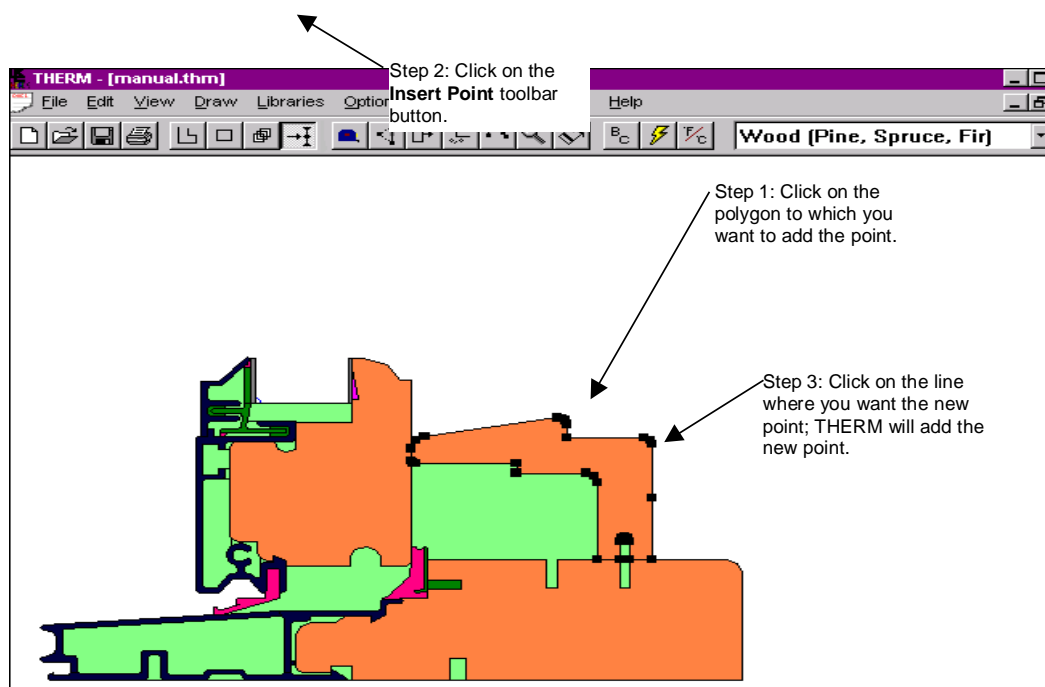 Step 2: Click on the
Insert Point toolbar
button.
THERM - [manual.thm]
File Edit View Draw Libraries Option Help
B C F/C Wood (Pine, Spruce, Fir)
Step 1: Click on the
polygon to which you
want to add the point.
Step 3: Click on the line
where you want the new
point; THERM will add the
new point.